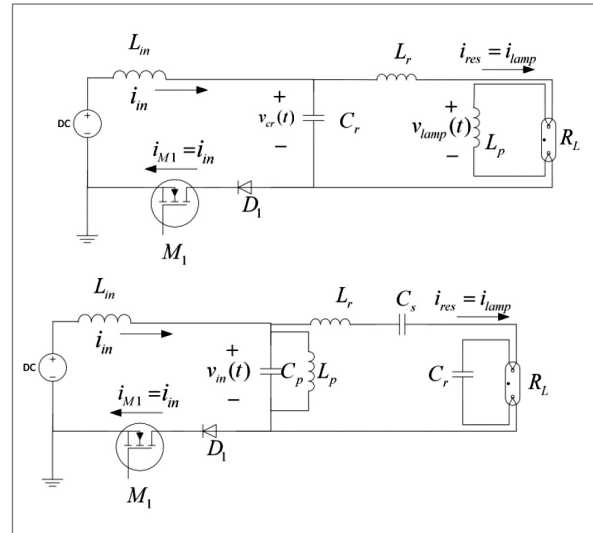 L_in
L_r
i_res = i_lamp
i_in
DC
+
−
+
v_cr(t)
−
C_r
+
v_lamp(t)
−
L_p
R_L
i_M1 = i_in
D_1
M_1
L_in
L_r
C_s
i_res = i_lamp
i_in
DC
+
−
+
v_in(t)
−
C_p
L_p
C_r
R_L
i_M1 = i_in
D_1
M_1